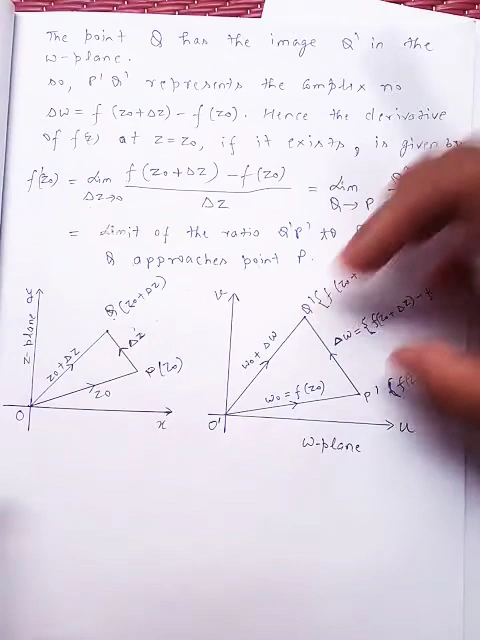 The point Q has the image Q' in the
w-plane.
so, P'Q' represents the complex no
Δw = f(z0+Δz) - f(z0). Hence the derivative
of f(z) at z=z0, if it exists, is given by
f'(z0) = lim Δz→0 f(z0+Δz) - f(z0) / Δz = lim Q→P
= limit of the ratio Q'P' to
Q approaches point P.
y
z-plane
Q(z0+Δz)
z0+Δz
Δz
P(z0)
z0
O
x
v
Q'{f(z0+
w0+Δw
Δw={f(z0+Δz)-f
w0=f(z0)
P'{f(z
O'
u
w-plane